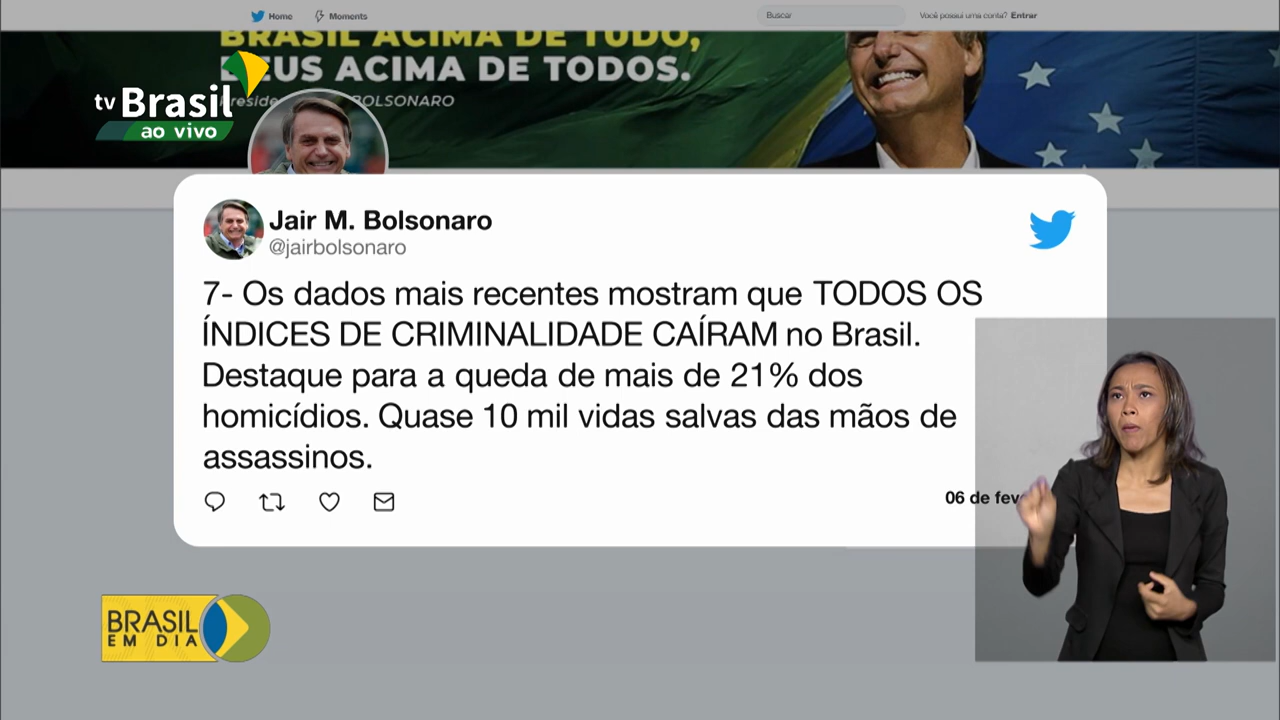 Home
Moments
Buscar
Você possui uma conta? Entrar
BRASIL ACIMA DE TUDO,
DEUS ACIMA DE TODOS.
BOLSONARO
tv Brasil
ao vivo
Jair M. Bolsonaro
@jairbolsonaro
7- Os dados mais recentes mostram que TODOS OS
ÍNDICES DE CRIMINALIDADE CAÍRAM no Brasil.
Destaque para a queda de mais de 21% dos
homicídios. Quase 10 mil vidas salvas das mãos de
assassinos.
06 de fev
BRASIL
EM DIA